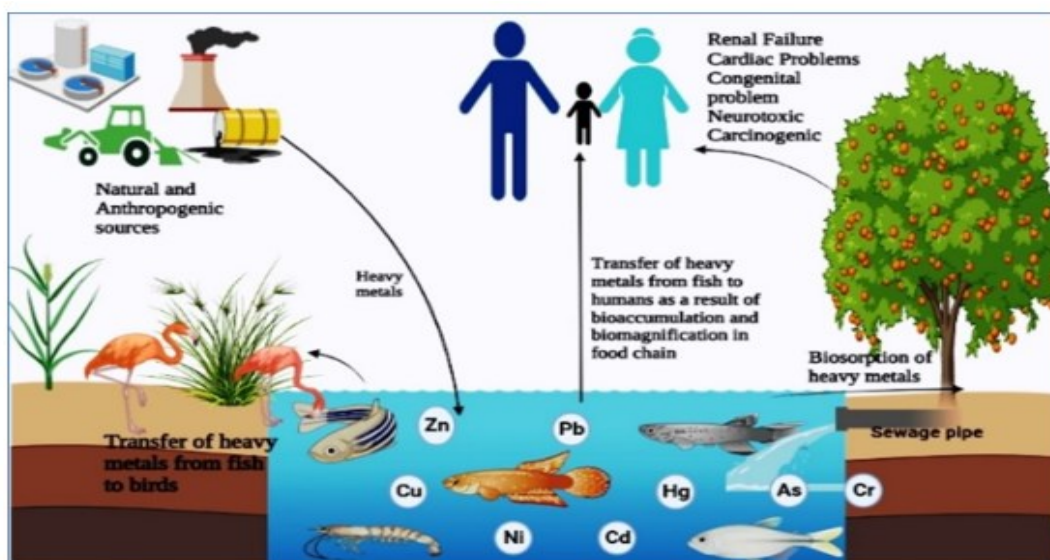 Natural and
Anthropogenic
sources
Heavy
metals
Renal Failure
Cardiac Problems
Congenital
problem
Neurotoxic
Carcinogenic
Transfer of heavy
metals from fish to
humans as a result of
bioaccumulation and
biomagnification in
food chain
Biosorption of
heavy metals
Sewage pipe
Transfer of heavy
metals from fish
to birds
Zn
Pb
Cu
Hg
As
Cr
Ni
Cd